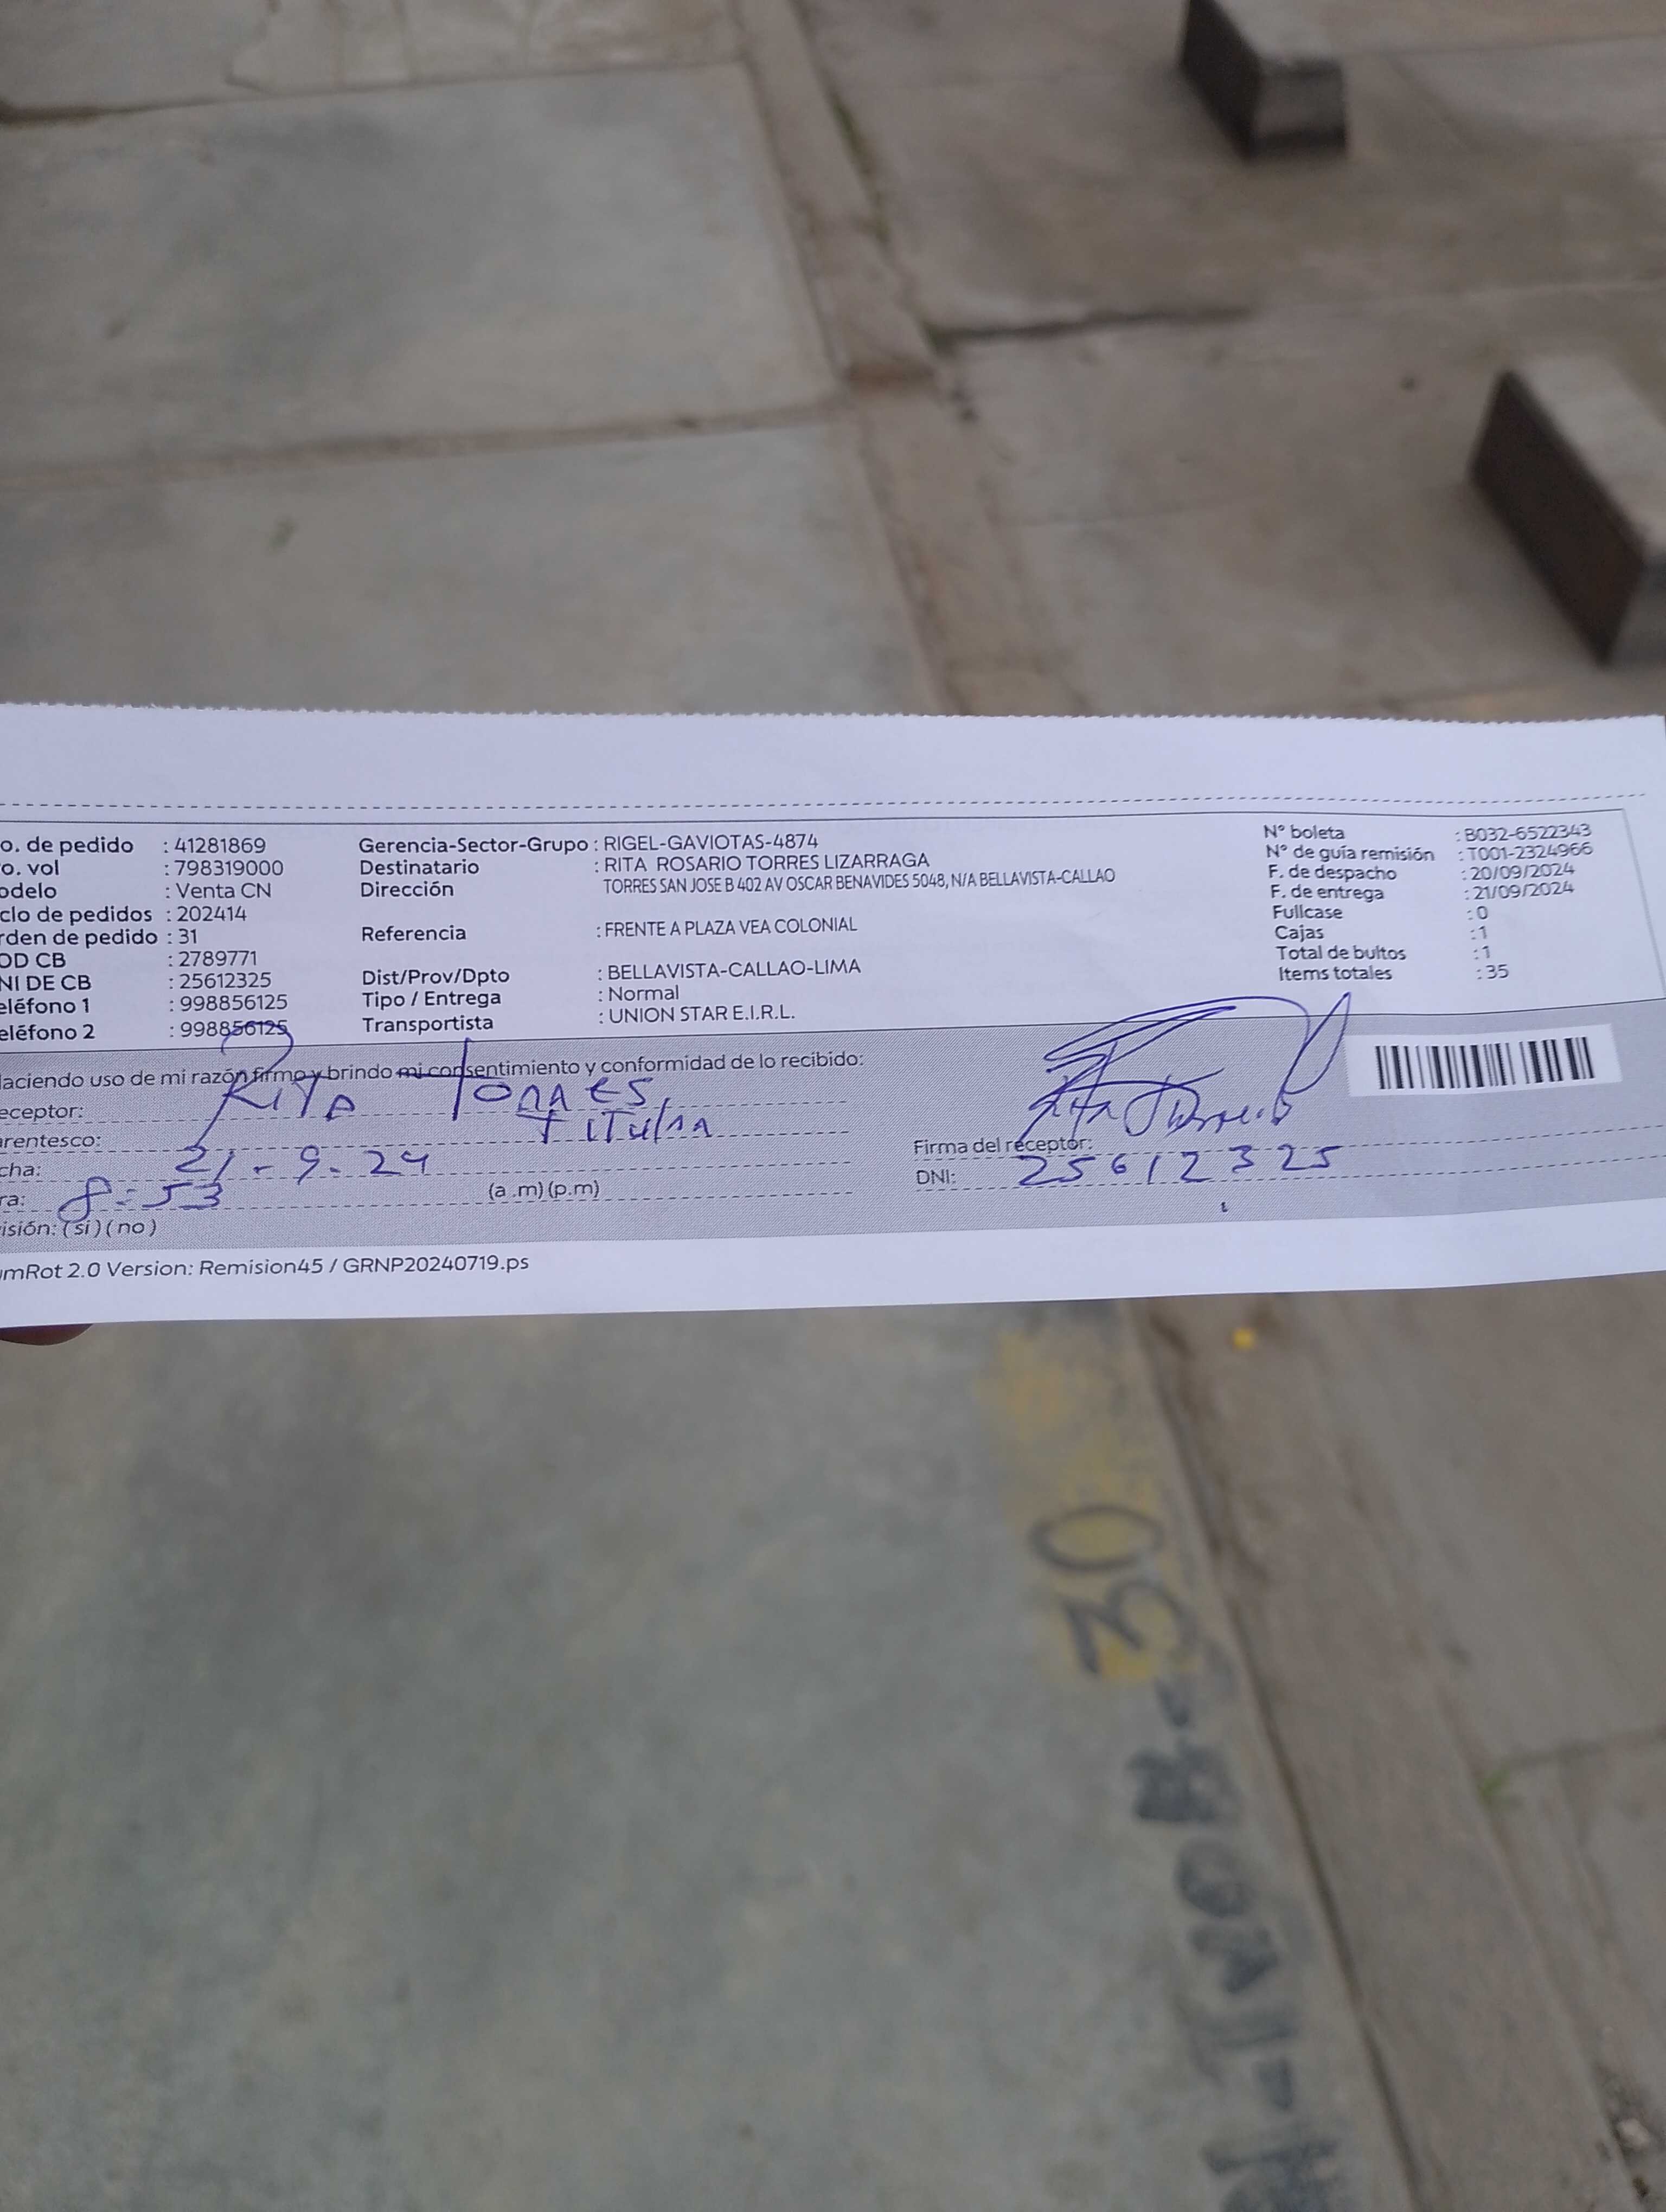 o. de pedido : 41281869
o. vol : 798319000
odelo : Venta CN
clo de pedidos : 202414
rden de pedido : 31
OD CB : 2789771
NI DE CB : 25612325
eléfono 1 : 998856125
eléfono 2 : 998856125
Gerencia-Sector-Grupo : RIGEL-GAVIOTAS-4874
Destinatario : RITA ROSARIO TORRES LIZARRAGA
Dirección TORRES SAN JOSE B 402 AV OSCAR BENAVIDES 5048, N/A BELLAVISTA-CALLAO
Referencia : FRENTE A PLAZA VEA COLONIAL
Dist/Prov/Dpto : BELLAVISTA-CALLAO-LIMA
Tipo / Entrega : Normal
Transportista : UNION STAR E.I.R.L.
N° boleta : B032-6522343
N° de guía remisión : T001-2324966
F. de despacho : 20/09/2024
F. de entrega : 21/09/2024
Fullcase : 0
Cajas : 1
Total de bultos : 1
Items totales : 35
Haciendo uso de mi razón firmo y brindo mi consentimiento y conformidad de lo recibido:
eceptor: Rita Torres
arentesco: Titular
cha: 21-9-24
ra: 8:53 (a .m) (p.m)
isión: (si) (no)
Firma del receptor:
DNI: 25612325
umRot 2.0 Version: Remision45 / GRNP20240719.ps
30